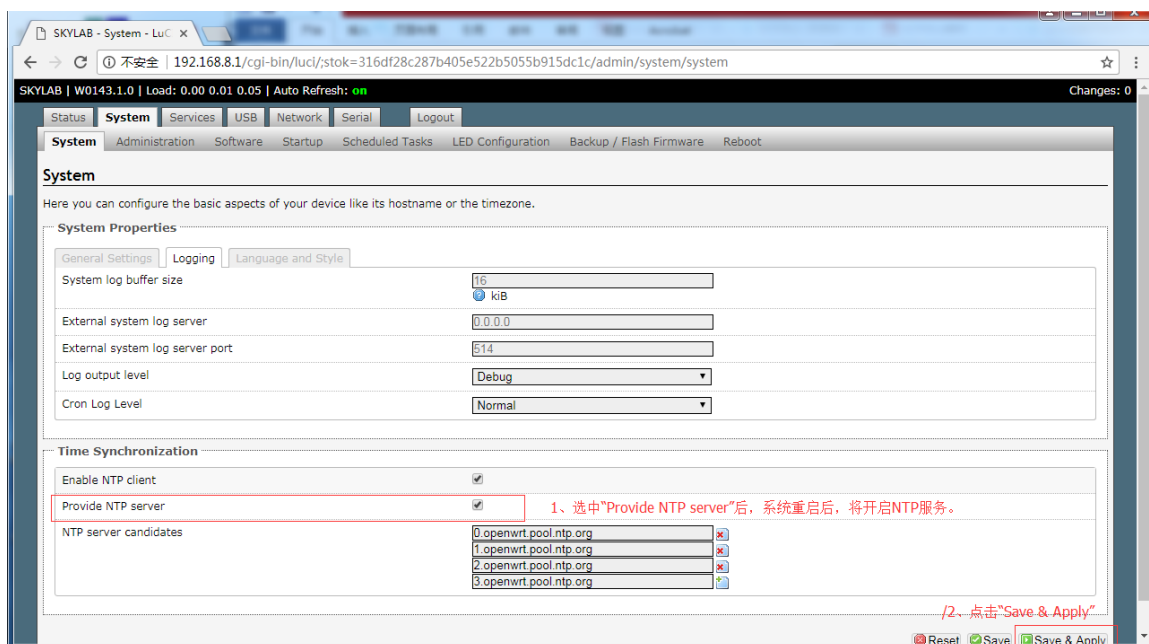 SKYLAB - System - LuC
不安全 | 192.168.8.1/cgi-bin/luci/;stok=316df28c287b405e522b5055b915dc1c/admin/system/system
SKYLAB | W0143.1.0 | Load: 0.00 0.01 0.05 | Auto Refresh: on Changes: 0
Status System Services USB Network Serial Logout
System Administration Software Startup Scheduled Tasks LED Configuration Backup / Flash Firmware Reboot
System
Here you can configure the basic aspects of your device like its hostname or the timezone.
System Properties
General Settings Logging Language and Style
System log buffer size 16
kiB
External system log server 0.0.0.0
External system log server port 514
Log output level Debug
Cron Log Level Normal
Time Synchronization
Enable NTP client
Provide NTP server 1、选中"Provide NTP server"后，系统重启后，将开启NTP服务。
NTP server candidates 0.openwrt.pool.ntp.org
1.openwrt.pool.ntp.org
2.openwrt.pool.ntp.org
3.openwrt.pool.ntp.org
/2、点击"Save & Apply"
Reset Save Save & Apply